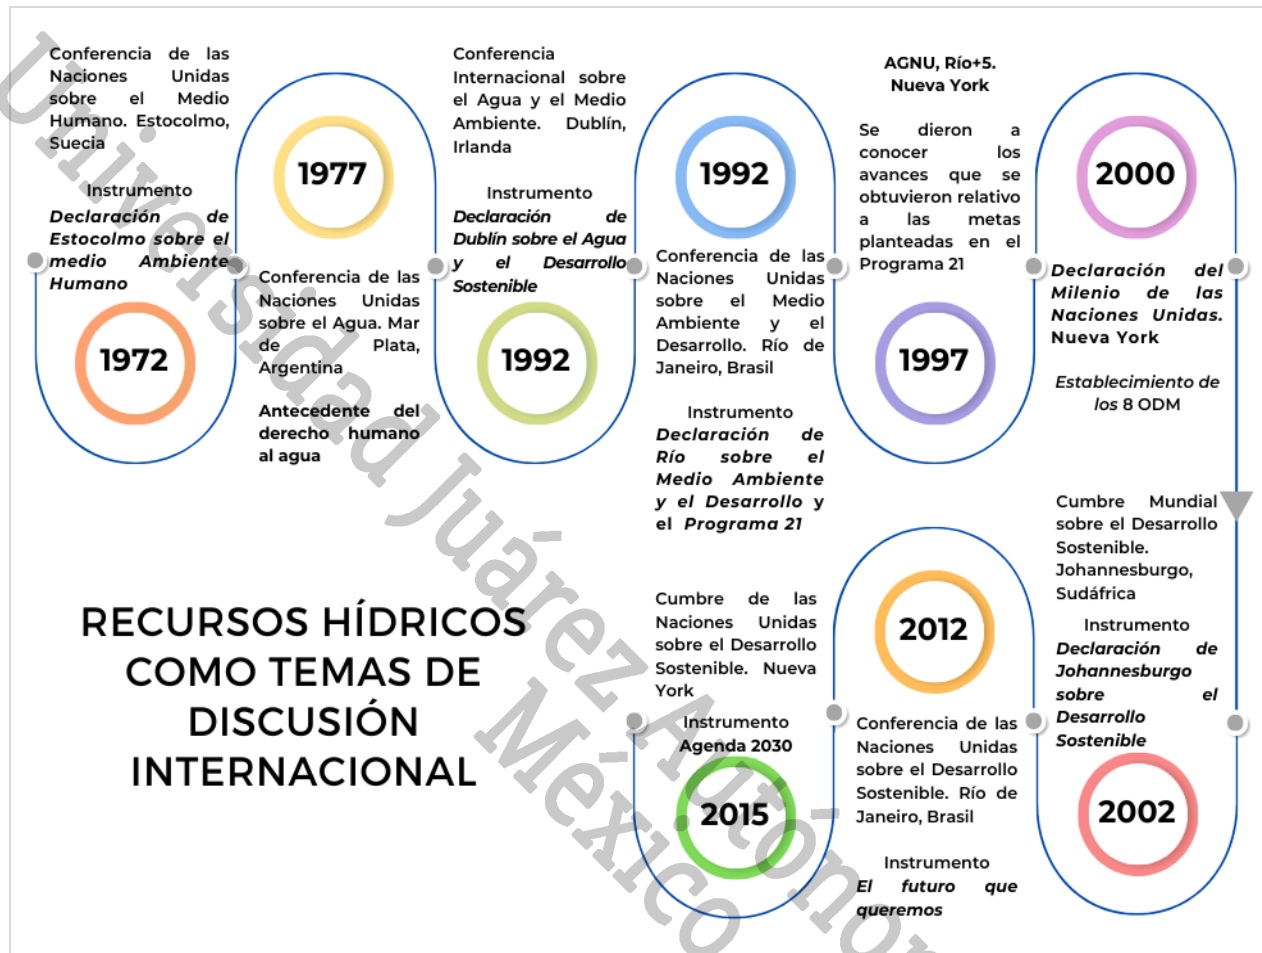 Conferencia de las
Naciones Unidas
sobre el Medio
Humano. Estocolmo,
Suecia
Instrumento
Declaración de
Estocolmo sobre el
medio Ambiente
Humano
1972
1977
Conferencia de las
Naciones Unidas
sobre el Agua. Mar
de Plata,
Argentina
Antecedente del
derecho humano
al agua
Conferencia
Internacional sobre
el Agua y el Medio
Ambiente. Dublín,
Irlanda
Instrumento
Declaración de
Dublín sobre el Agua
y el Desarrollo
Sostenible
1992
1992
Conferencia de las
Naciones Unidas
sobre el Medio
Ambiente y el
Desarrollo. Río de
Janeiro, Brasil
Instrumento
Declaración de
Río sobre el
Medio Ambiente
y el Desarrollo y
el Programa 21
AGNU, Río+5.
Nueva York
Se dieron a
conocer los
avances que se
obtuvieron relativo
a las metas
planteadas en el
Programa 21
1997
2000
Declaración del
Milenio de las
Naciones Unidas.
Nueva York
Establecimiento de
los 8 ODM
Cumbre Mundial
sobre el Desarrollo
Sostenible.
Johannesburgo,
Sudáfrica
Instrumento
Declaración de
Johannesburgo
sobre el
Desarrollo
Sostenible
2002
2012
Conferencia de las
Naciones Unidas
sobre el Desarrollo
Sostenible. Río de
Janeiro, Brasil
Instrumento
El futuro que
queremos
Cumbre de las
Naciones Unidas
sobre el Desarrollo
Sostenible. Nueva
York
Instrumento
Agenda 2030
2015
RECURSOS HÍDRICOS
COMO TEMAS DE
DISCUSIÓN
INTERNACIONAL
Universidad Juárez Autónom
México